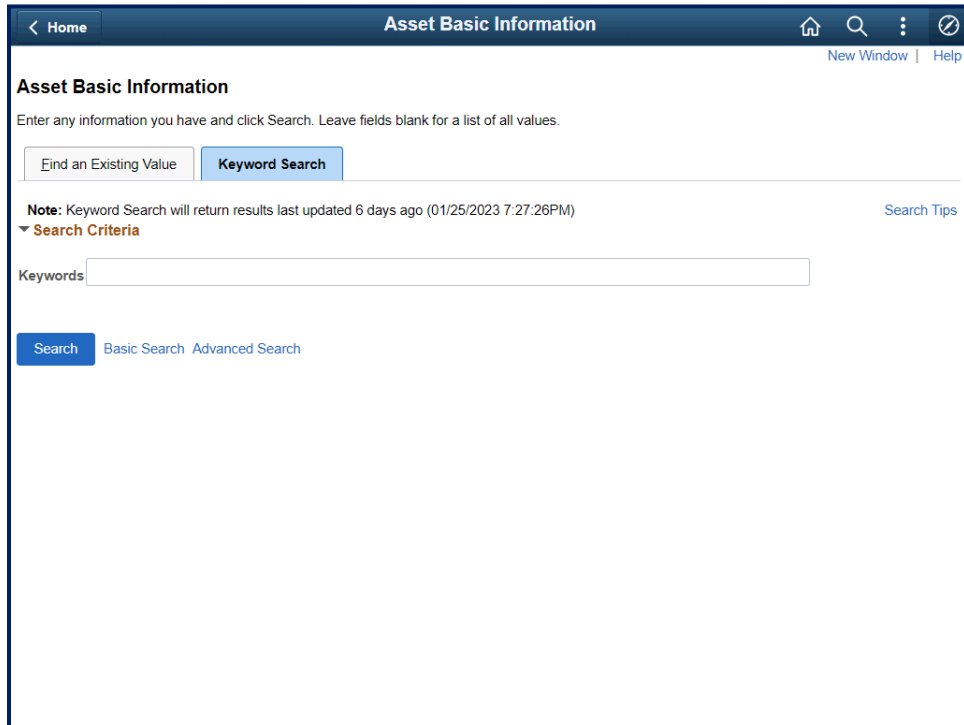 Home
Asset Basic Information
New Window | Help
Asset Basic Information
Enter any information you have and click Search. Leave fields blank for a list of all values.
Find an Existing Value
Keyword Search
Note: Keyword Search will return results last updated 6 days ago (01/25/2023 7:27:26PM)
Search Tips
Search Criteria
Keywords
Search
Basic Search Advanced Search